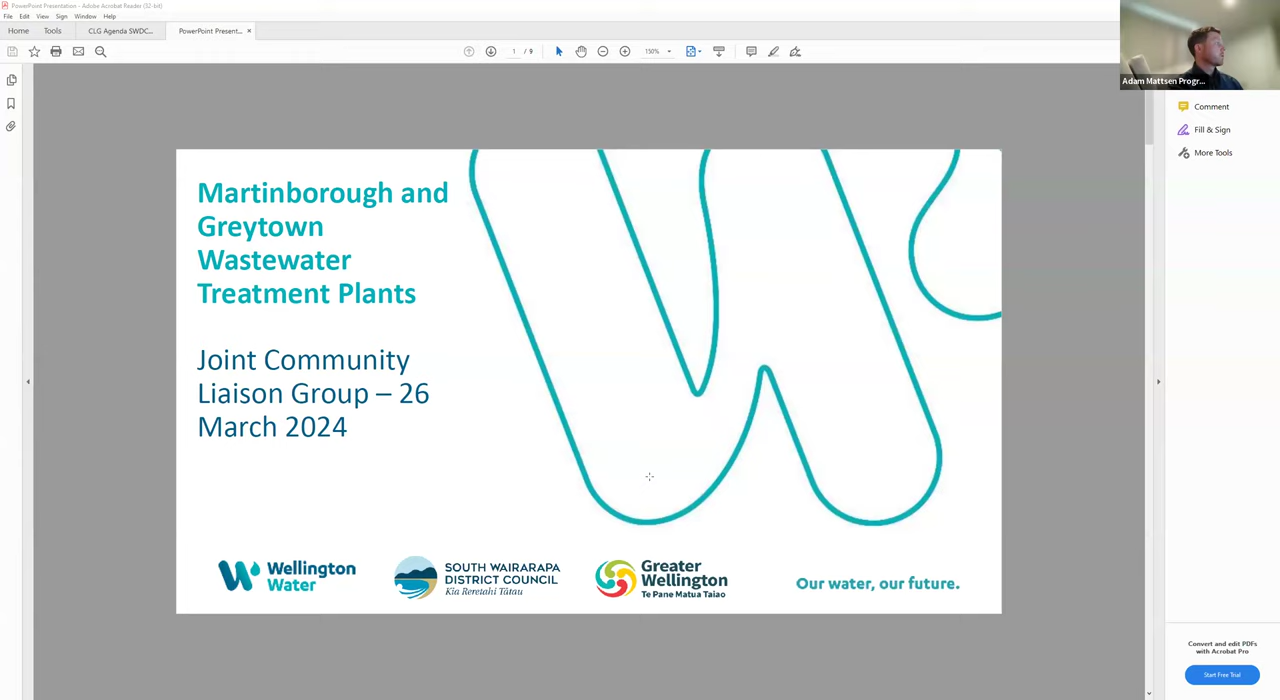 PowerPoint Presentation - Adobe Acrobat Reader (32-bit)
File Edit View Sign Window Help
Home Tools CLG Agenda SWDC... PowerPoint Present... ×
1 / 9 150%
Adam Mattsen Progr...
Comment
Fill & Sign
More Tools
Martinborough and
Greytown
Wastewater
Treatment Plants
Joint Community
Liaison Group – 26
March 2024
Wellington
Water
SOUTH WAIRARAPA
DISTRICT COUNCIL
Kia Reretahi Tātau
Greater
Wellington
Te Pane Matua Taiao
Our water, our future.
Convert and edit PDFs
with Acrobat Pro
Start Free Trial